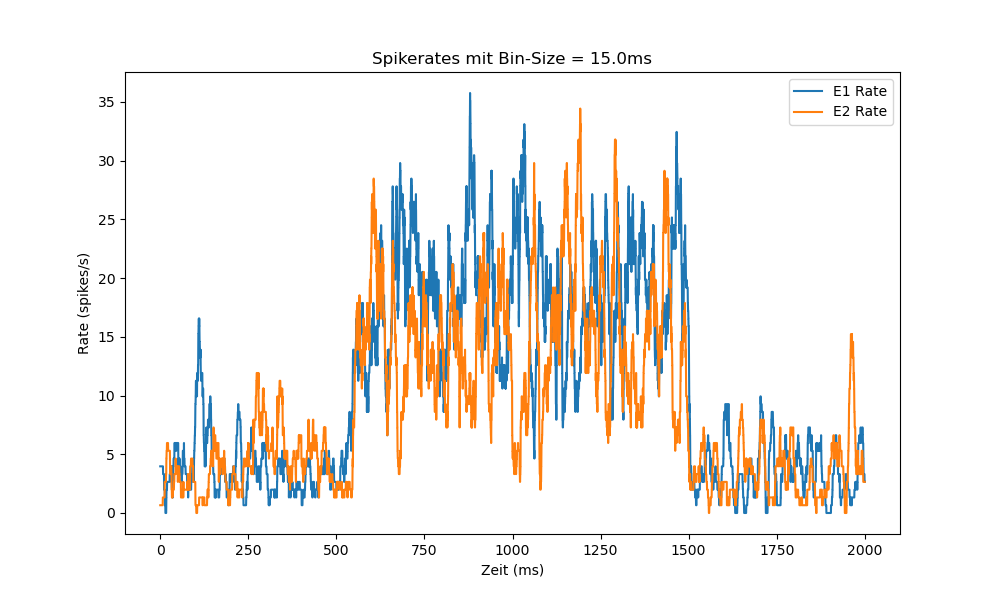 Spikerates mit Bin-Size = 15.0ms
E1 Rate
E2 Rate
Rate (spikes/s)
35
30
25
20
15
10
5
0
0 250 500 750 1000 1250 1500 1750 2000
Zeit (ms)